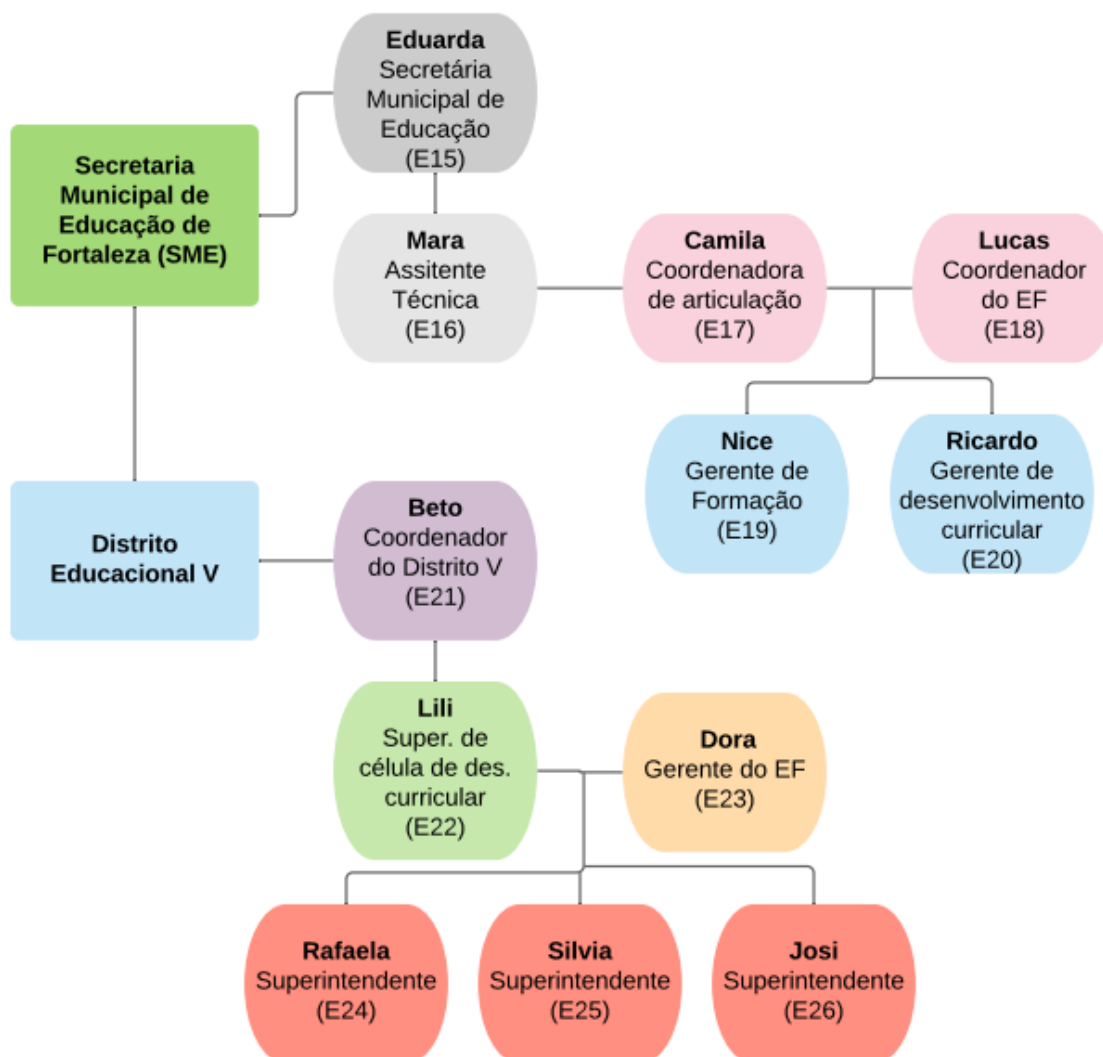 Eduarda
Secretária
Municipal de
Educação
(E15)
Secretaria
Municipal de
Educação de
Fortaleza (SME)
Mara
Assitente
Técnica
(E16)
Camila
Coordenadora
de articulação
(E17)
Lucas
Coordenador
do EF
(E18)
Nice
Gerente de
Formação
(E19)
Ricardo
Gerente de
desenvolvimento
curricular
(E20)
Distrito
Educacional V
Beto
Coordenador
do Distrito V
(E21)
Lili
Super. de
célula de des.
curricular
(E22)
Dora
Gerente do EF
(E23)
Rafaela
Superintendente
(E24)
Silvia
Superintendente
(E25)
Josi
Superintendente
(E26)